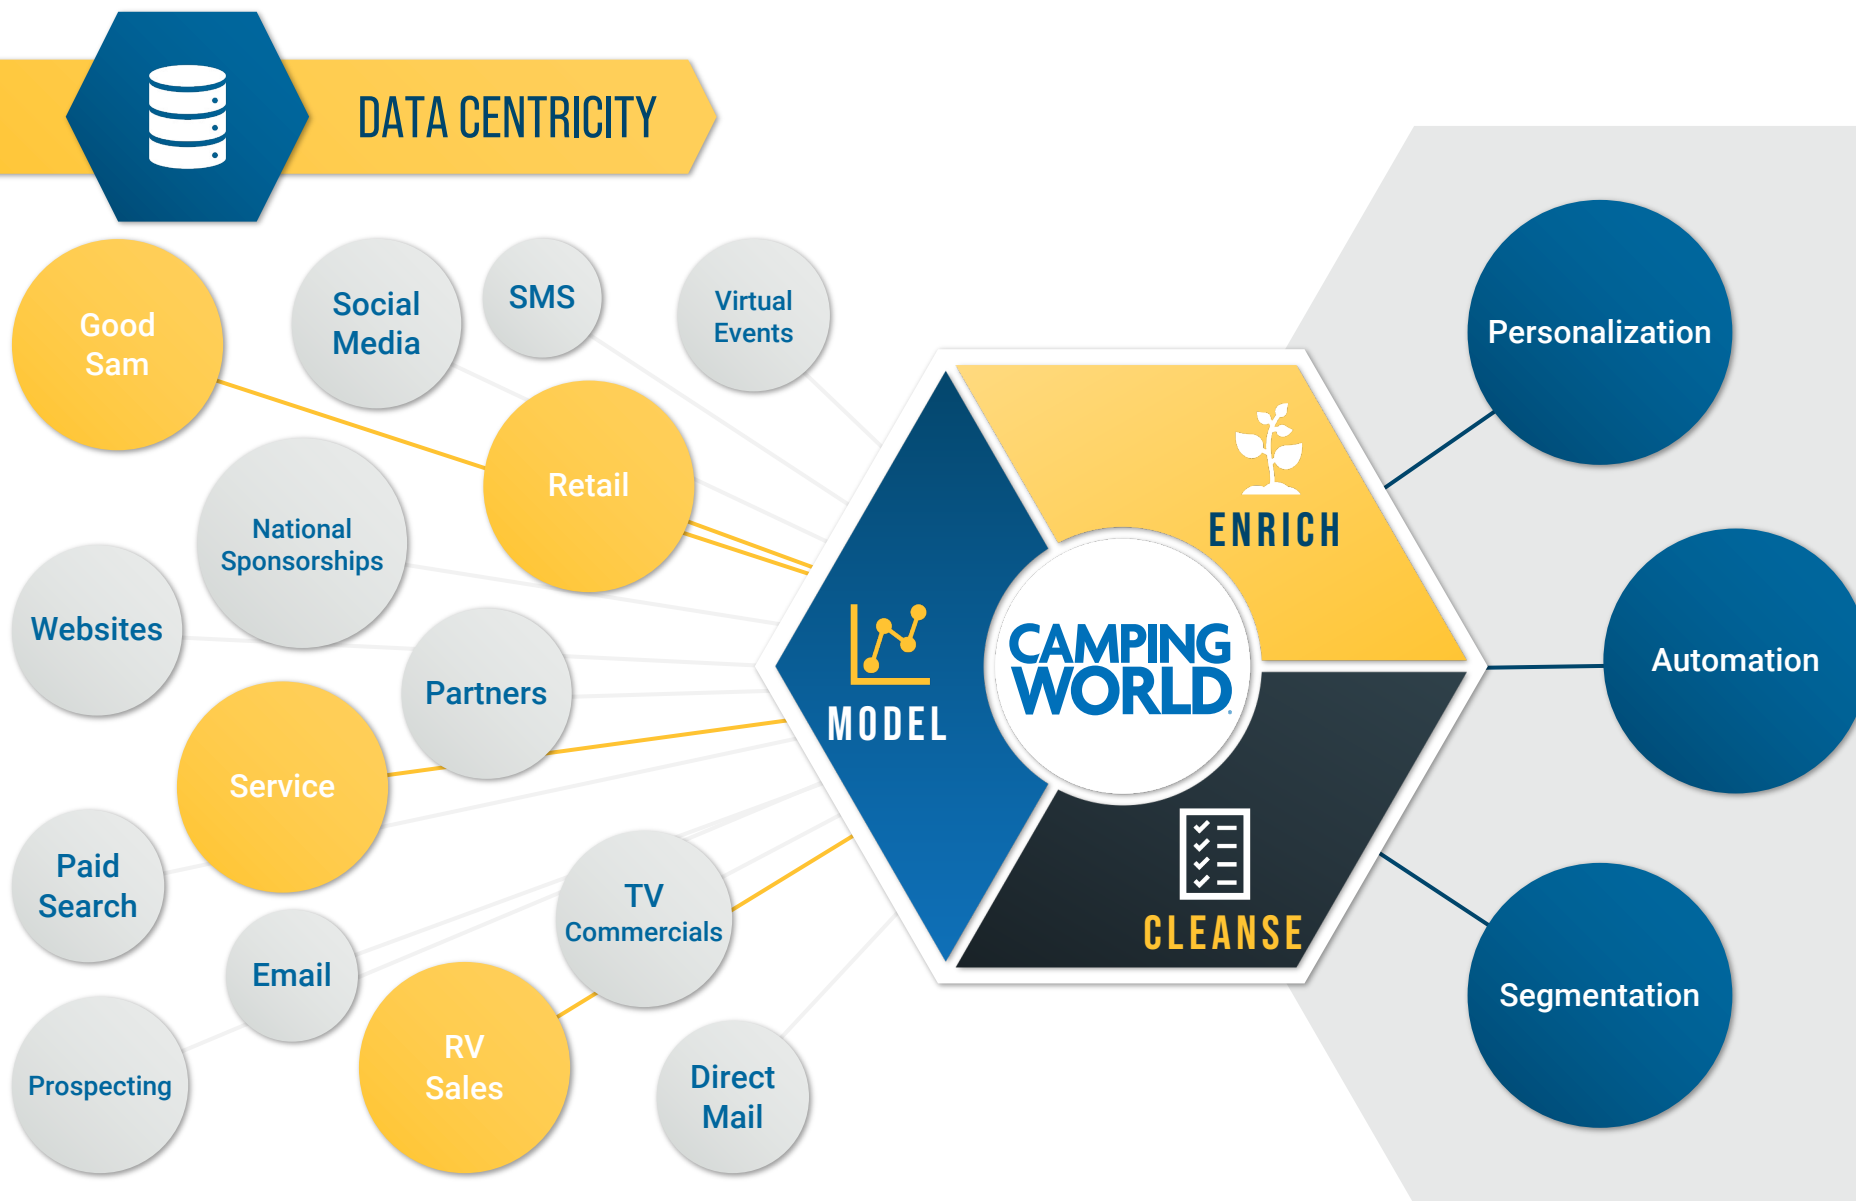 DATA CENTRICITY
Good
Sam
Social
Media
SMS
Virtual
Events
Retail
National
Sponsorships
Websites
Partners
Service
Paid
Search
Email
TV
Commercials
Prospecting
RV
Sales
Direct
Mail
MODEL
ENRICH
CAMPING
WORLD
CLEANSE
Personalization
Automation
Segmentation